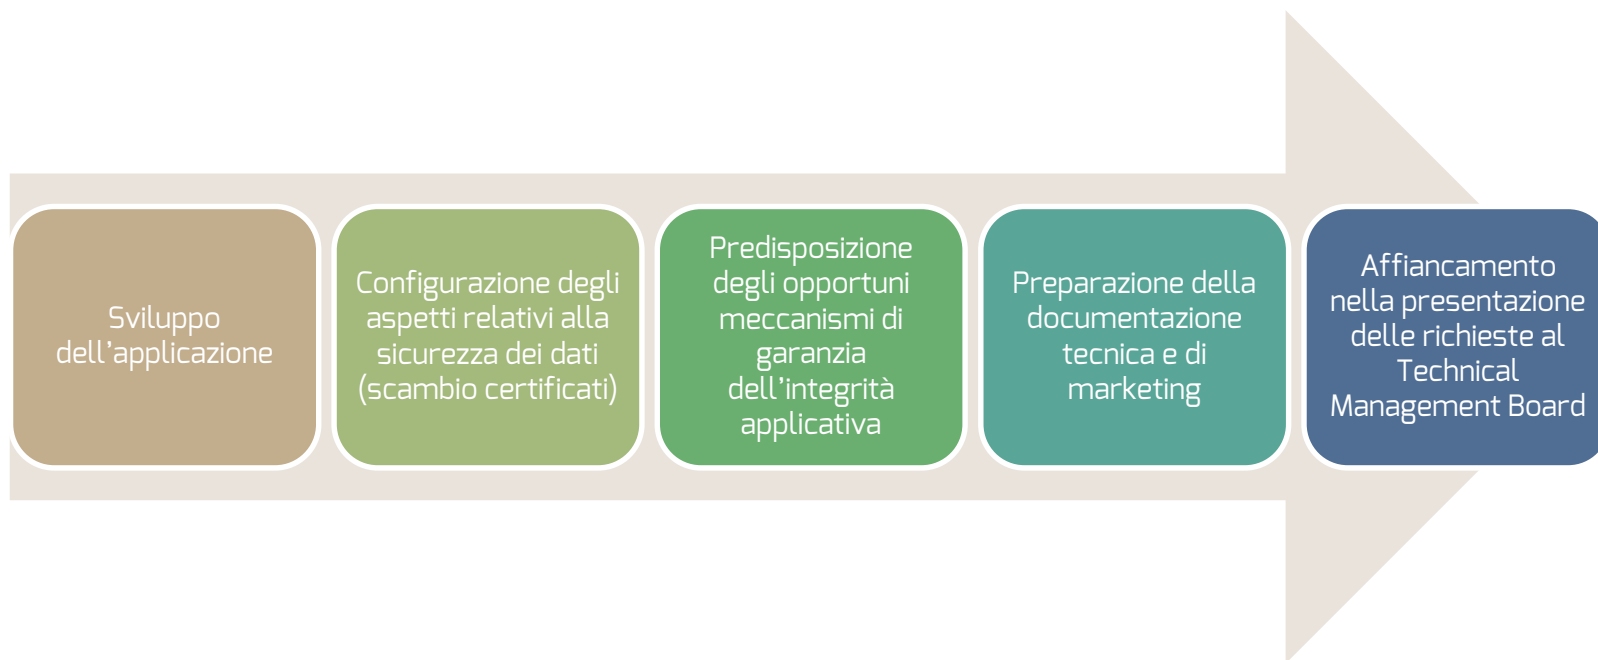 Sviluppo
dell'applicazione
Configurazione degli
aspetti relativi alla
sicurezza dei dati
(scambio certificati)
Predisposizione
degli opportuni
meccanismi di
garanzia
dell'integrità
applicativa
Preparazione della
documentazione
tecnica e di
marketing
Affiancamento
nella presentazione
delle richieste al
Technical
Management Board